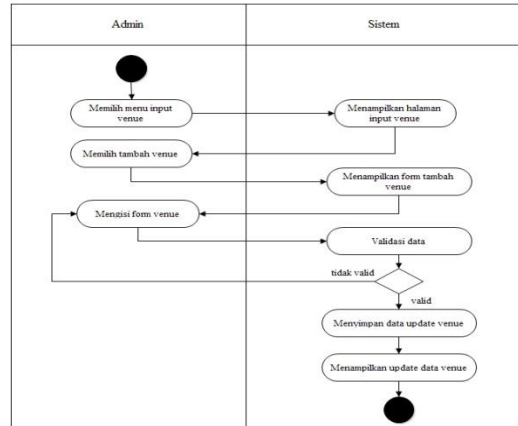 Admin
Sistem
Memilih menu input
venue
Menampilkan halaman
input venue
Memilih tambah venue
Menampilkan form tambah
venue
Mengisi form venue
Validasi data
tidak valid
valid
Menyimpan data update venue
Menampilkan update data venue